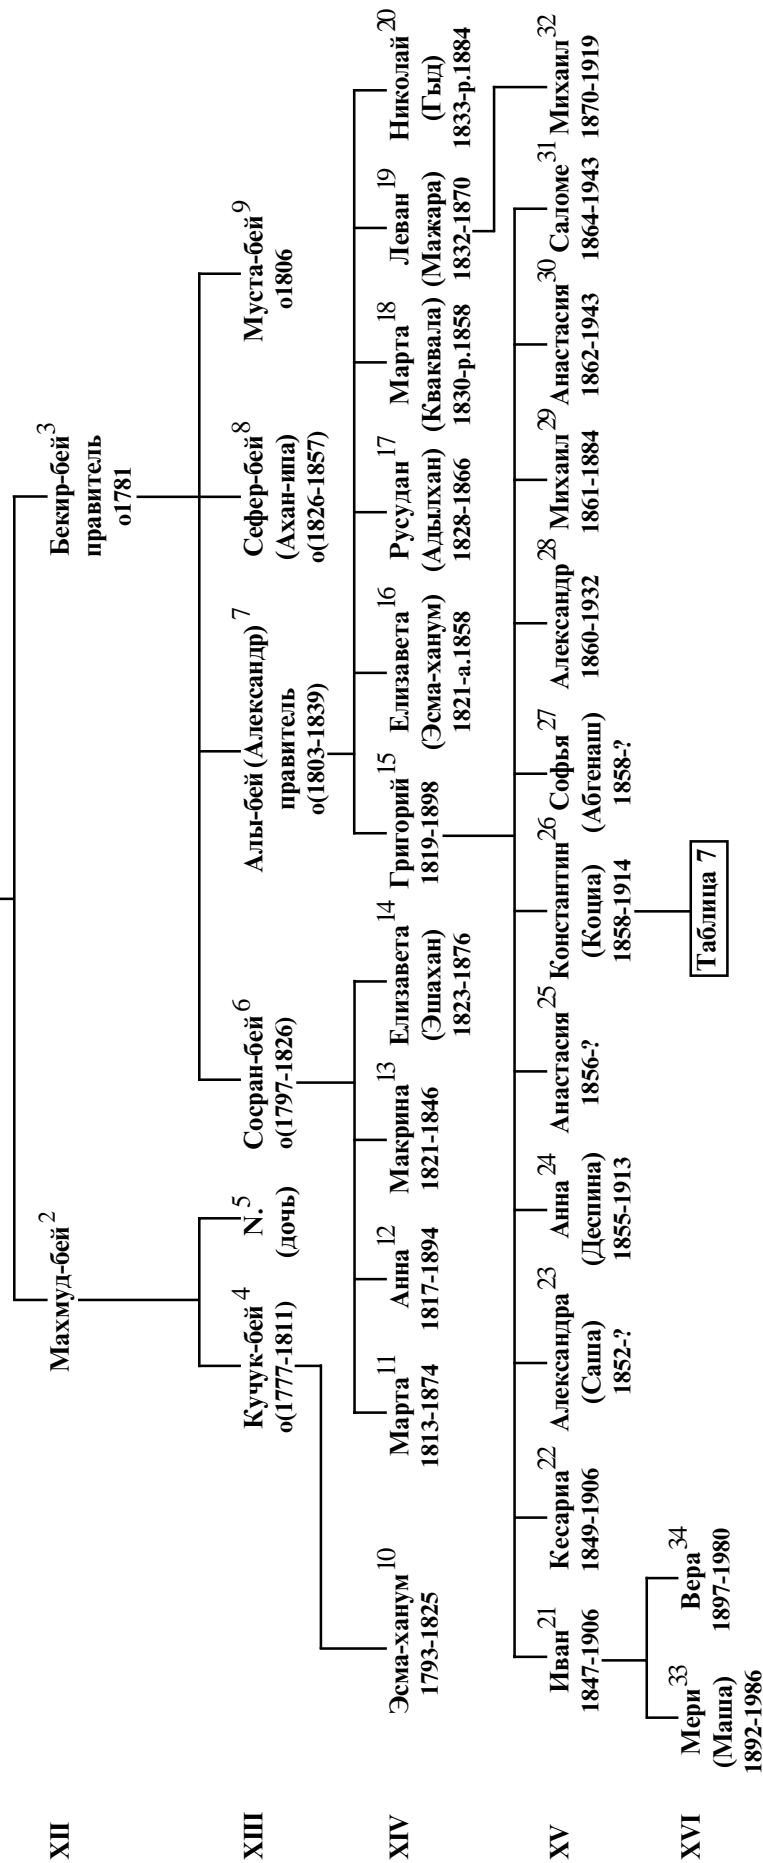 XII
Махмуд-бей 2
Бекир-бей 3
правитель
о1781
XIII
Кучук-бей 4
о(1777-1811)
N. 5
(дочь)
Сосран-бей 6
о(1797-1826)
Алы-бей (Александр) 7
правитель
о(1803-1839)
Сефер-бей 8
(Ахан-ипа)
о(1826-1857)
Муста-бей 9
о1806
XIV
Эсма-ханум 10
1793-1825
Марта 11
1813-1874
Анна 12
1817-1894
Макрина 13
1821-1846
Елизавета 14
(Эшахан)
1823-1876
Григорий 15
1819-1898
Елизавета 16
(Эсма-ханум)
1821-а.1858
Русудан 17
(Адылхан)
1828-1866
Марта 18
(Кваквала)
1830-р.1858
Леван 19
(Мажара)
1832-1870
Николай 20
(Гыд)
1833-р.1884
XV
Иван 21
1847-1906
Кесариа 22
1849-1906
Александра 23
(Саша)
1852-?
Анна 24
(Деспина)
1855-1913
Анастасия 25
1856-?
Константин 26
(Коциа)
1858-1914
Софья 27
(Абгенаш)
1858-?
Александр 28
1860-1932
Михаил 29
1861-1884
Анастасия 30
1862-1943
Саломе 31
1864-1943
Михаил 32
1870-1919
XVI
Мери 33
(Маша)
1892-1986
Вера 34
1897-1980
Таблица 7